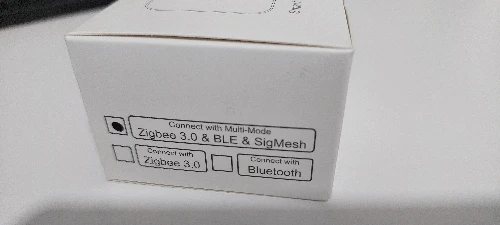 Connect with Multi-Mode
Zigbee 3.0 & BLE & SigMesh
Connect with
Zigbee 3.0
Connect with
Bluetooth